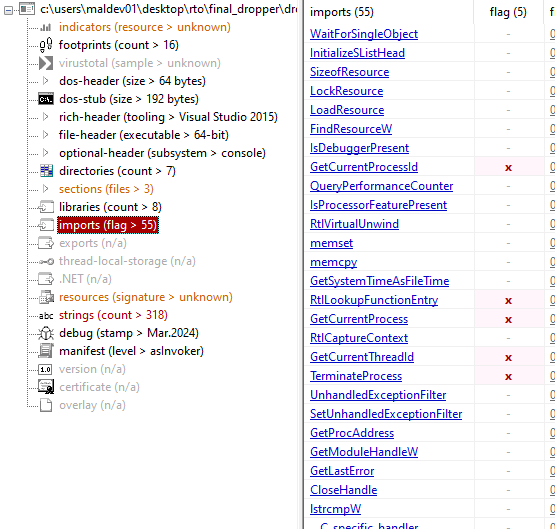 c:\users\maldev01\desktop\rto\final_dropper\dro
indicators (resource > unknown)
footprints (count > 16)
virustotal (sample > unknown)
dos-header (size > 64 bytes)
dos-stub (size > 192 bytes)
rich-header (tooling > Visual Studio 2015)
file-header (executable > 64-bit)
optional-header (subsystem > console)
directories (count > 7)
sections (files > 3)
libraries (count > 8)
imports (flag > 55)
exports (n/a)
thread-local-storage (n/a)
.NET (n/a)
resources (signature > unknown)
abc strings (count > 318)
debug (stamp > Mar.2024)
manifest (level > asInvoker)
1.0 version (n/a)
certificate (n/a)
overlay (n/a)
imports (55) flag (5) f
WaitForSingleObject - 0
InitializeSListHead - 0
SizeofResource - 0
LockResource - 0
LoadResource - 0
FindResourceW - 0
IsDebuggerPresent - 0
GetCurrentProcessId x 0
QueryPerformanceCounter - 0
IsProcessorFeaturePresent - 0
RtlVirtualUnwind - 0
memset - 0
memcpy - 0
GetSystemTimeAsFileTime - 0
RtlLookupFunctionEntry x 0
GetCurrentProcess x 0
RtlCaptureContext - 0
GetCurrentThreadId x 0
TerminateProcess x 0
UnhandledExceptionFilter - 0
SetUnhandledExceptionFilter - 0
GetProcAddress - 0
GetModuleHandleW - 0
GetLastError - 0
CloseHandle - 0
lstrcmpW - 0
__C_specific_handler